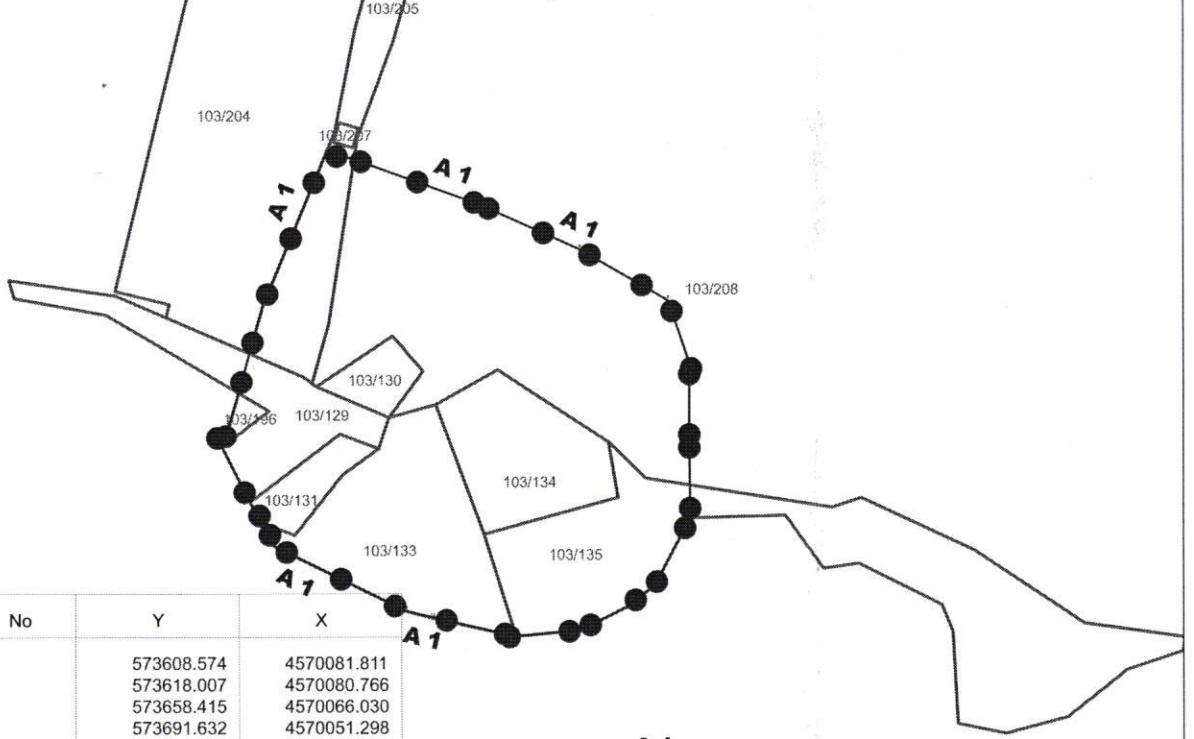 103/205
103/204
103/207
A 1
A 1
A 1
103/208
103/130
103/196
103/129
103/131
103/134
103/133
103/135
A 1
A 1
No Y X
573608.574 4570081.811
573618.007 4570080.766
573658.415 4570066.030
573691.632 4570051.298